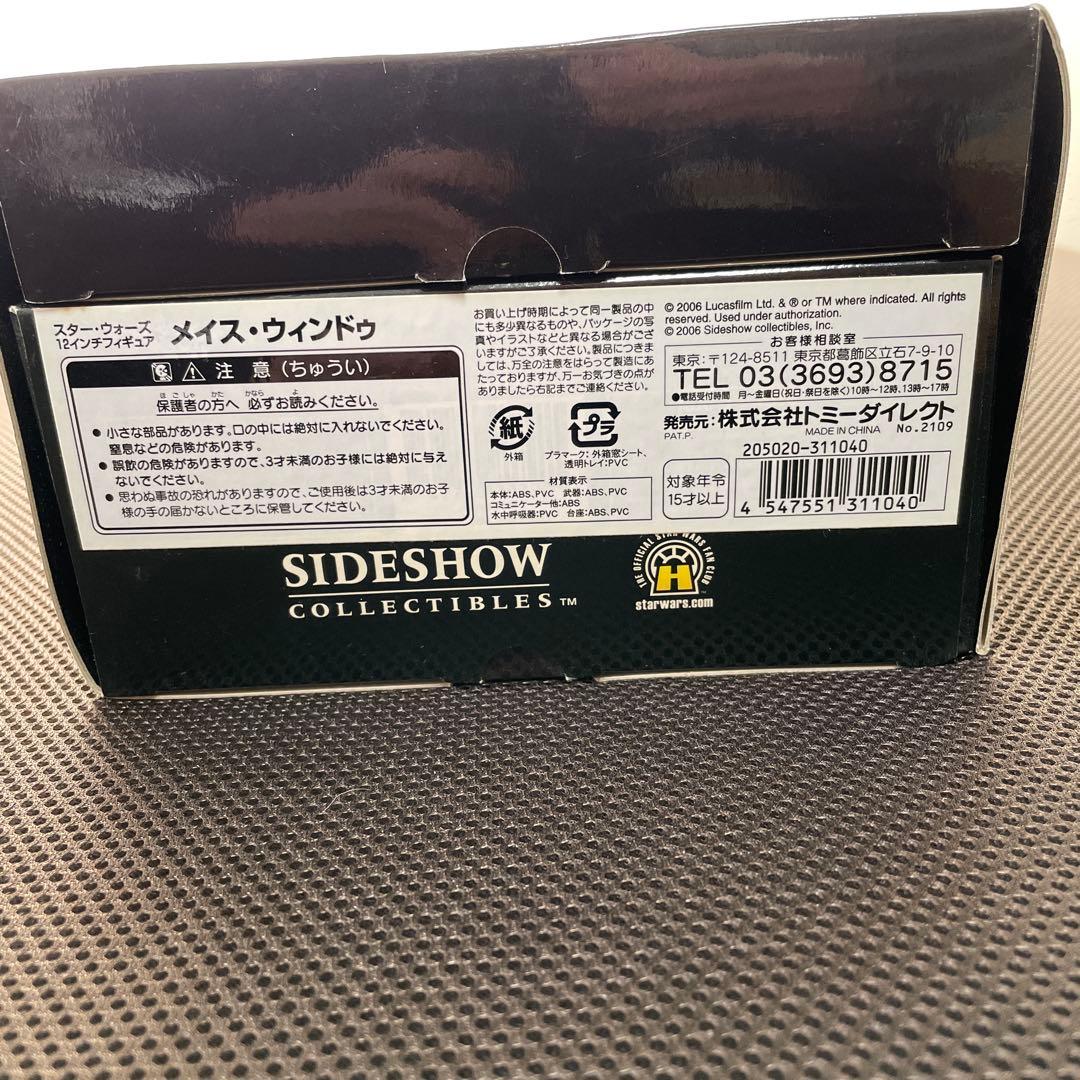 スター・ウォーズ
12インチフィギュア メイス・ウィンドゥ
注 意 (ちゅうい)
ほ ご しゃ かた かなら よ
保護者の方へ 必ずお読みください。
• 小さな部品があります。口の中には絶対に入れないでください。
窒息などの危険があります。
• 誤飲の危険がありますので、3才未満のお子様には絶対に与え
ないでください。
• 思わぬ事故の恐れがありますので、ご使用後は3才未満のお子
様の手の届かないところに保管してください。
お買い上げ時期によって同一製品の中
にも多少異なるものや、パッケージの写
真やイラストなどと異なる場合がござ
いますがご了承ください。製品につきまし
ては、万全の注意をはらって製造にあ
たっておりますが、万一お気づきの点が
ありましたら右記までご連絡ください。
紙
外箱
プラ
プラマーク:外箱窓シート、
透明トレイ:PVC
材質表示
本体:ABS、PVC 武器:ABS、PVC
コミュニケーター他:ABS
水中呼吸器:PVC 台座:ABS、PVC
© 2006 Lucasfilm Ltd. & ® or TM where indicated. All rights
reserved. Used under authorization.
© 2006 Sideshow collectibles, Inc.
お客様相談室
東京:〒124-8511 東京都葛飾区立石7-9-10
TEL 03(3693)8715
●電話受付時間 月〜金曜日(祝日・祭日を除く)10時〜12時、13時〜17時
発売元:株式会社トミーダイレクト
PAT.P. MADE IN CHINA No.2109
205020-311040
対象年令
15才以上
4 547551 311040
SIDESHOW
COLLECTIBLES ™
THE OFFICIAL STAR WARS FAN CLUB
H
starwars.com